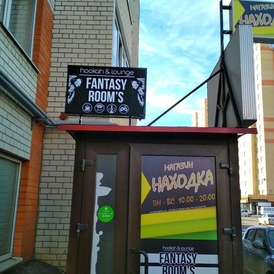 МАГАЗИН
НАХОДКА
hookah & lounge
FANTASY
ROOM'S
МАГАЗИН
НАХОДКА
ПН - ВС 10:00 - 20:00
hookah & lounge
FANTASY
ROOM'S